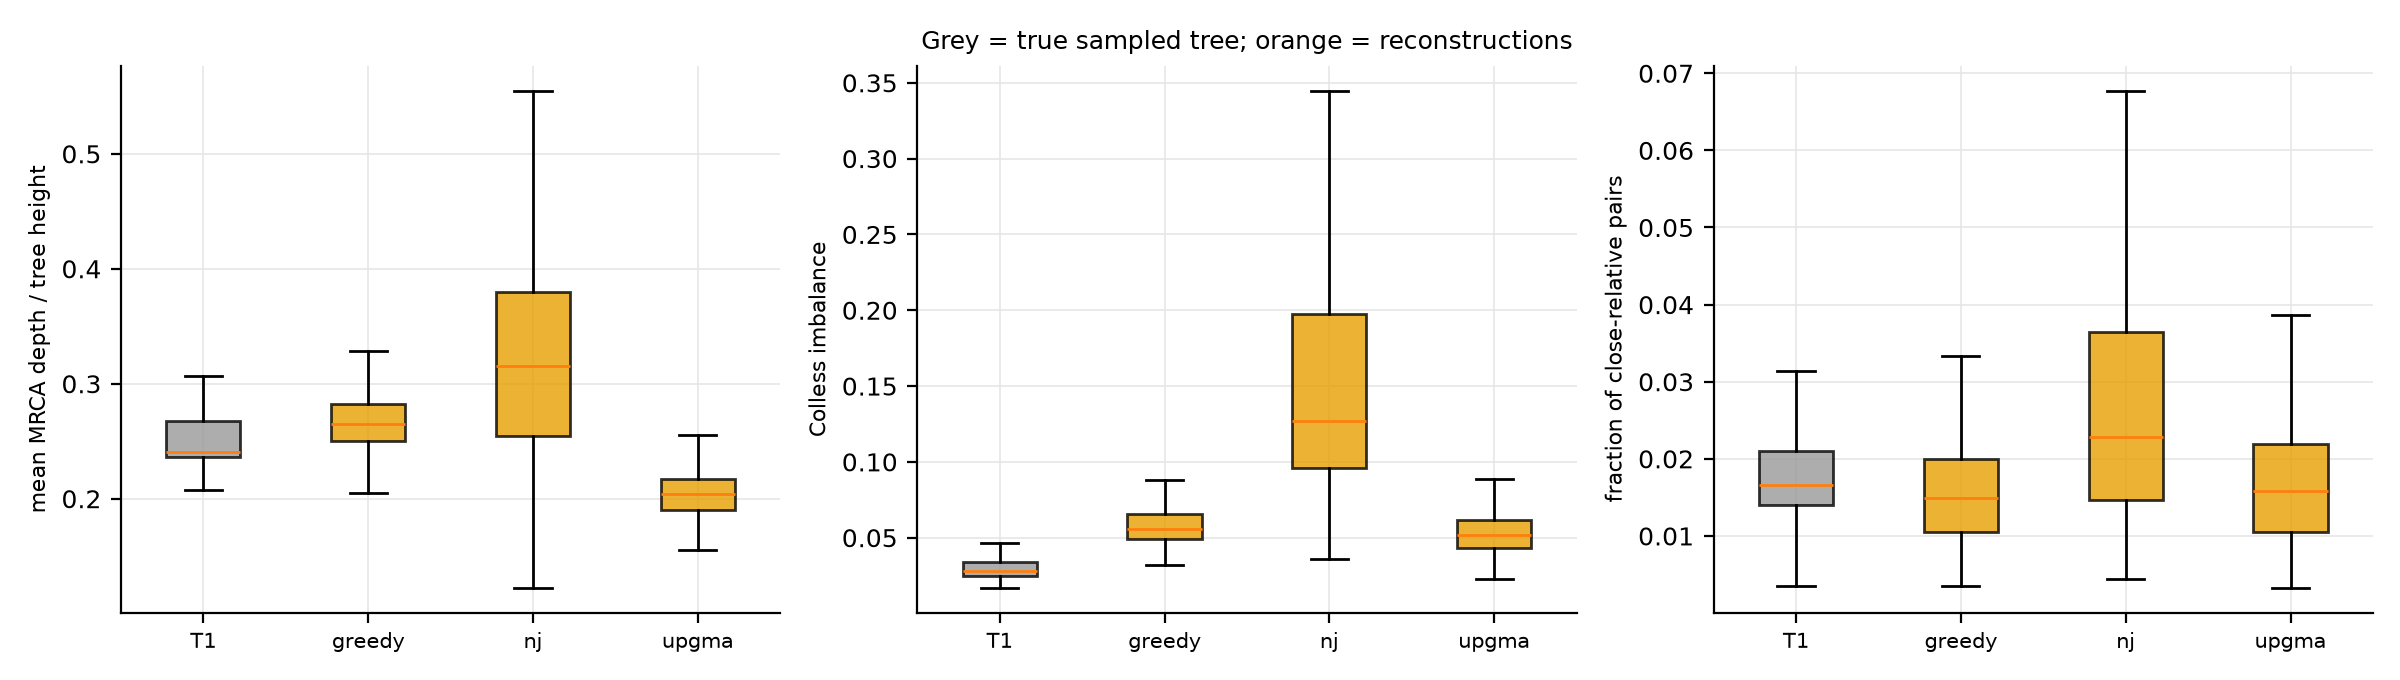 Grey = true sampled tree; orange = reconstructions
mean MRCA depth / tree height
0.5
0.4
0.3
0.2
T1
greedy
nj
upgma
Colless imbalance
0.35
0.30
0.25
0.20
0.15
0.10
0.05
T1
greedy
nj
upgma
fraction of close-relative pairs
0.07
0.06
0.05
0.04
0.03
0.02
0.01
T1
greedy
nj
upgma